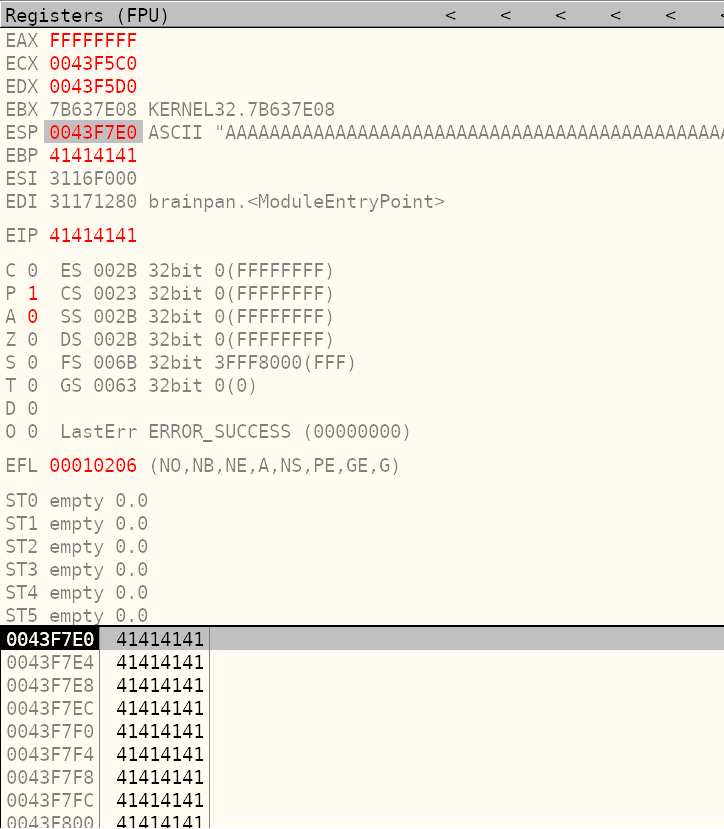 Registers (FPU) < < < < < <
EAX FFFFFFFF
ECX 0043F5C0
EDX 0043F5D0
EBX 7B637E08 KERNEL32.7B637E08
ESP 0043F7E0 ASCII "AAAAAAAAAAAAAAAAAAAAAAAAAAAAAAAAAAAAAAAAAAAAAA
EBP 41414141
ESI 3116F000
EDI 31171280 brainpan.<ModuleEntryPoint>
EIP 41414141
C 0 ES 002B 32bit 0(FFFFFFFF)
P 1 CS 0023 32bit 0(FFFFFFFF)
A 0 SS 002B 32bit 0(FFFFFFFF)
Z 0 DS 002B 32bit 0(FFFFFFFF)
S 0 FS 006B 32bit 3FFF8000(FFF)
T 0 GS 0063 32bit 0(0)
D 0
O 0 LastErr ERROR_SUCCESS (00000000)
EFL 00010206 (NO,NB,NE,A,NS,PE,GE,G)
ST0 empty 0.0
ST1 empty 0.0
ST2 empty 0.0
ST3 empty 0.0
ST4 empty 0.0
ST5 empty 0.0
0043F7E0 41414141
0043F7E4 41414141
0043F7E8 41414141
0043F7EC 41414141
0043F7F0 41414141
0043F7F4 41414141
0043F7F8 41414141
0043F7FC 41414141
0043F800 41414141